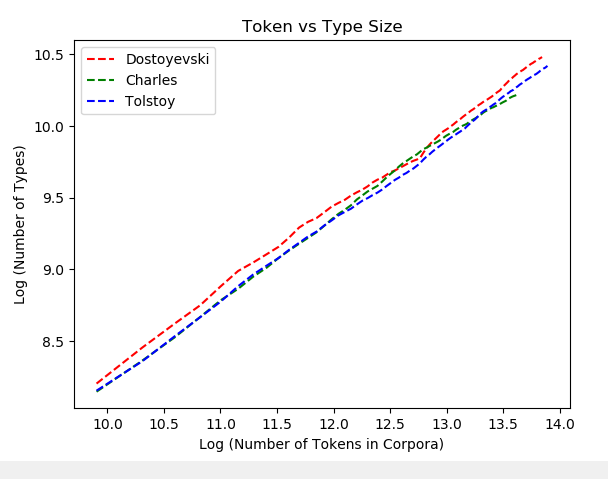 Token vs Type Size
Dostoyevski
Charles
Tolstoy
10.5
10.0
9.5
9.0
8.5
Log (Number of Types)
10.0 10.5 11.0 11.5 12.0 12.5 13.0 13.5 14.0
Log (Number of Tokens in Corpora)